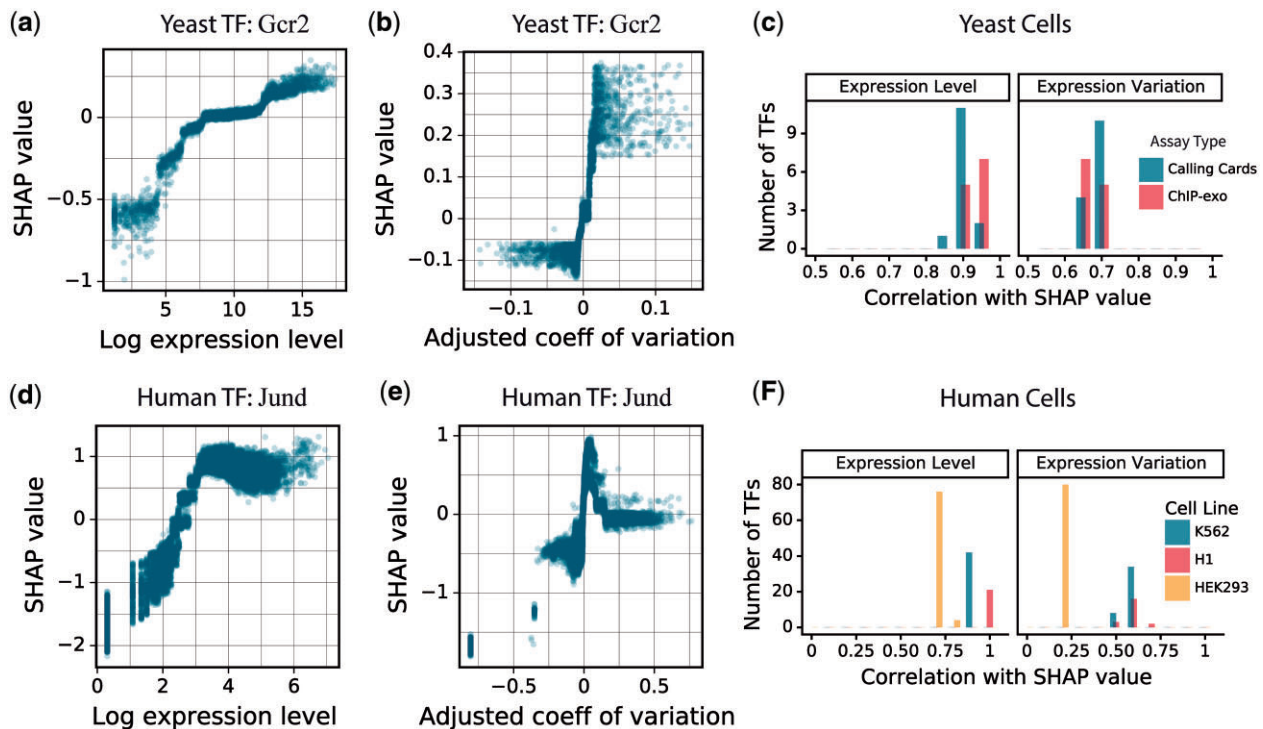 (a) Yeast TF: Gcr2
SHAP value
0
−0.5
−1
5 10 15
Log expression level
(b) Yeast TF: Gcr2
SHAP value
0.4
0.3
0.2
0.1
0
−0.1
−0.1 0 0.1
Adjusted coeff of variation
(c) Yeast Cells
Expression Level Expression Variation
Number of TFs
9
6
3
0
0.5 0.6 0.7 0.8 0.9 1 0.5 0.6 0.7 0.8 0.9 1
Correlation with SHAP value
Assay Type
Calling Cards
ChIP-exo
(d) Human TF: Jund
SHAP value
1
0
−1
−2
0 2 4 6
Log expression level
(e) Human TF: Jund
SHAP value
1
0
−1
−0.5 0 0.5
Adjusted coeff of variation
(F) Human Cells
Expression Level Expression Variation
Number of TFs
80
60
40
20
0
0 0.25 0.50 0.75 1 0 0.25 0.50 0.75 1
Correlation with SHAP value
Cell Line
K562
H1
HEK293